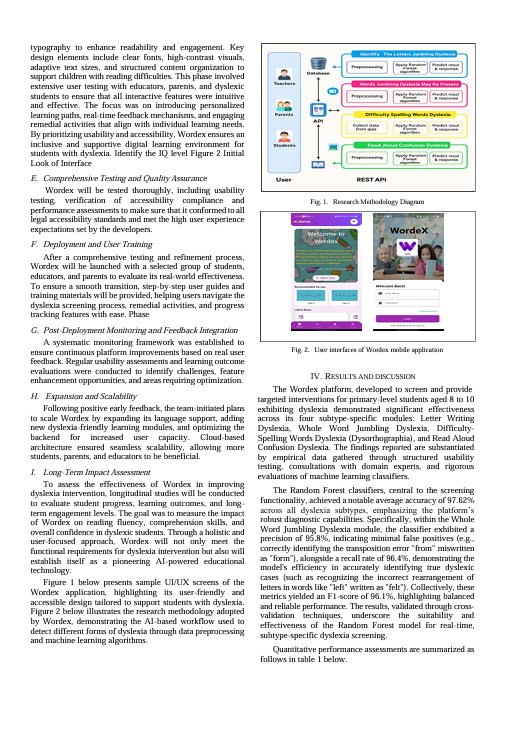 typography to enhance readability and engagement. Key
design elements include clear fonts, high-contrast visuals,
adaptive text sizes, and structured content organization to
support children with reading difficulties. This phase involved
extensive user testing with educators, parents, and dyslexic
students to ensure that all interactive features were intuitive
and effective. The focus was on introducing personalized
learning paths, real-time feedback mechanisms, and engaging
remedial activities that align with individual learning needs.
By prioritizing usability and accessibility, Wordex ensures an
inclusive and supportive digital learning environment for
students with dyslexia. Identify the IQ level Figure 2 Initial
Look of Interface
E. Comprehensive Testing and Quality Assurance
Wordex will be tested thoroughly, including usability
testing, verification of accessibility compliance and
performance assessments to make sure that it conformed to all
legal accessibility standards and met the high user experience
expectations set by the developers.
F. Deployment and User Training
After a comprehensive testing and refinement process,
Wordex will be launched with a selected group of students,
educators, and parents to evaluate its real-world effectiveness.
To ensure a smooth transition, step-by-step user guides and
training materials will be provided, helping users navigate the
dyslexia screening process, remedial activities, and progress
tracking features with ease. Phase
G. Post-Deployment Monitoring and Feedback Integration
A systematic monitoring framework was established to
ensure continuous platform improvements based on real user
feedback. Regular usability assessments and learning outcome
evaluations were conducted to identify challenges, feature
enhancement opportunities, and areas requiring optimization.
H. Expansion and Scalability
Following positive early feedback, the team-initiated plans
to scale Wordex by expanding its language support, adding
new dyslexia-friendly learning modules, and optimizing the
backend for increased user capacity. Cloud-based
architecture ensured seamless scalability, allowing more
students, parents, and educators to be beneficial.
I. Long-Term Impact Assessment
To assess the effectiveness of Wordex in improving
dyslexia intervention, longitudinal studies will be conducted
to evaluate student progress, learning outcomes, and long-
term engagement levels. The goal was to measure the impact
of Wordex on reading fluency, comprehension skills, and
overall confidence in dyslexic students. Through a holistic and
user-focused approach, Wordex will not only meet the
functional requirements for dyslexia intervention but also will
establish itself as a pioneering AI-powered educational
technology.
Figure 1 below presents sample UI/UX screens of the
Wordex application, highlighting its user-friendly and
accessible design tailored to support students with dyslexia.
Figure 2 below illustrates the research methodology adopted
by Wordex, demonstrating the AI-based workflow used to
detect different forms of dyslexia through data preprocessing
and machine learning algorithms.
Teachers
Parents
Students
User
Database
API
REST API
Identify The Letters Jumbling Dyslexia
Preprocessing
Apply Random Forest algorithm
Predict resut & response
Words Jumbling Dyslexia May Be Present
Preprocessing
Apply Random Forest algorithm
Predict resut & response
Difficulty Spelling Words Dyslexia
Collect data from quiz
Apply Random Forest algorithm
Predict resut & response
Read Aloud Confusion Dyslexia
Preprocessing
Apply Random Forest algorithm
Predict resut & response
Fig. 1. Research Methodology Diagram
Welcome to
Wordex
Recommended for you
WordeX
Welcome Back!
Fig. 2. User interfaces of Wordex mobile application
IV. RESULTS AND DISCUSSION
The Wordex platform, developed to screen and provide
targeted interventions for primary-level students aged 8 to 10
exhibiting dyslexia demonstrated significant effectiveness
across its four subtype-specific modules: Letter Writing
Dyslexia, Whole Word Jumbling Dyslexia, Difficulty-
Spelling Words Dyslexia (Dysorthography), and Read Aloud
Confusion Dyslexia. The findings reported are substantiated
by empirical data gathered through structured usability
testing, consultations with domain experts, and rigorous
evaluations of machine learning classifiers.
The Random Forest classifiers, central to the screening
functionality, achieved a notable average accuracy of 97.62%
across all dyslexia subtypes, emphasizing the platform's
robust diagnostic capabilities. Specifically, within the Whole
Word Jumbling Dyslexia module, the classifier exhibited a
precision of 95.8%, indicating minimal false positives (e.g.,
correctly identifying the transposition error "from" miswritten
as "form"), alongside a recall rate of 96.4%, demonstrating the
model's efficiency in accurately identifying true dyslexic
cases (such as recognizing the incorrect rearrangement of
letters in words like "left" written as "felt"). Collectively, these
metrics yielded an F1-score of 96.1%, highlighting balanced
and reliable performance. The results, validated through cross-
validation techniques, underscore the suitability and
effectiveness of the Random Forest model for real-time,
subtype-specific dyslexia screening.
Quantitative performance assessments are summarized as
follows in table 1 below.